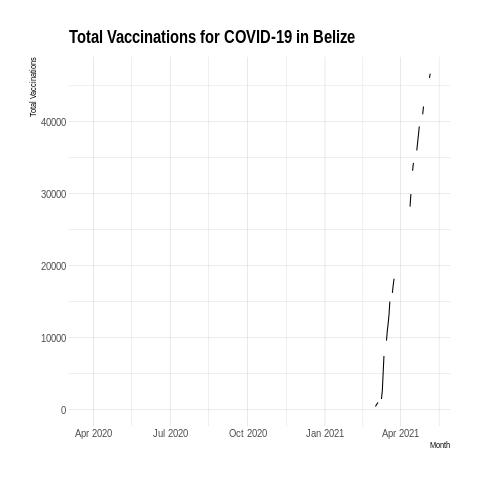 Total Vaccinations for COVID-19 in Belize
Total Vaccinations
40000
30000
20000
10000
0
Apr 2020 Jul 2020 Oct 2020 Jan 2021 Apr 2021
Month